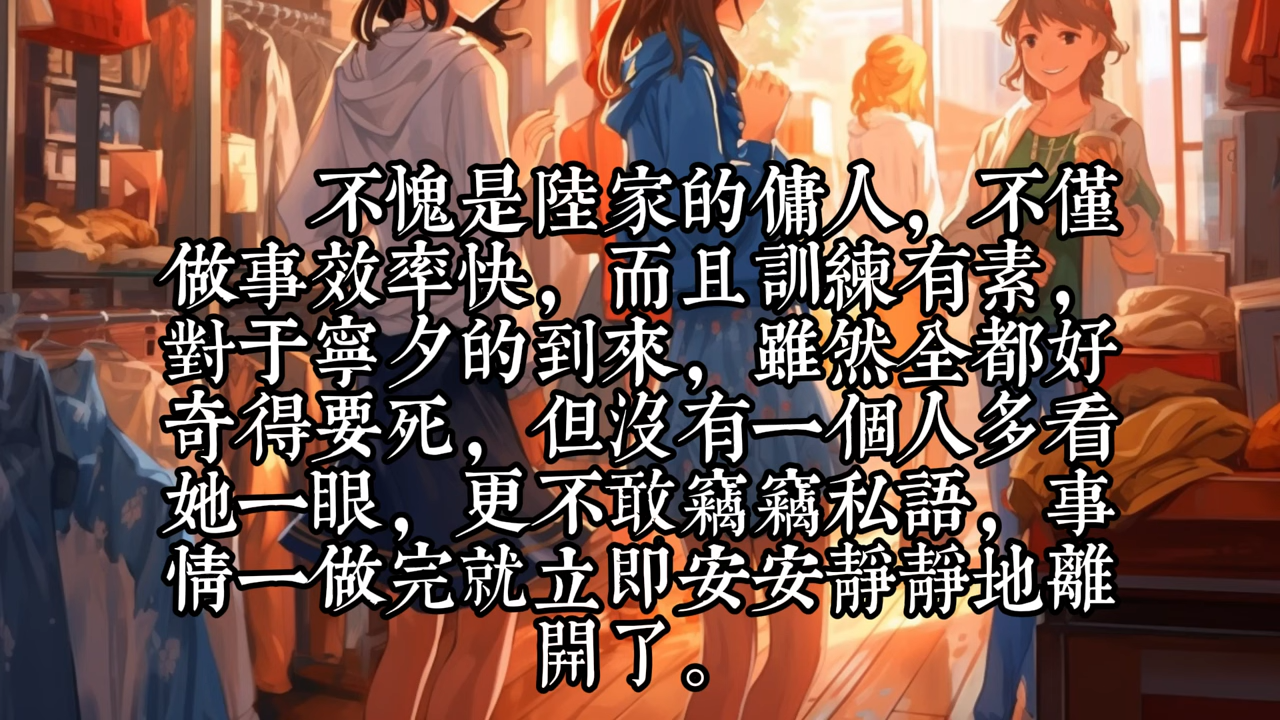 不愧是陸家的傭人，不僅
做事效率快，而且訓練有素，
對于寧夕的到來，雖然全都好
奇得要死，但沒有一個人多看
她一眼，更不敢竊竊私語，事
情一做完就立即安安靜靜地離
開了。